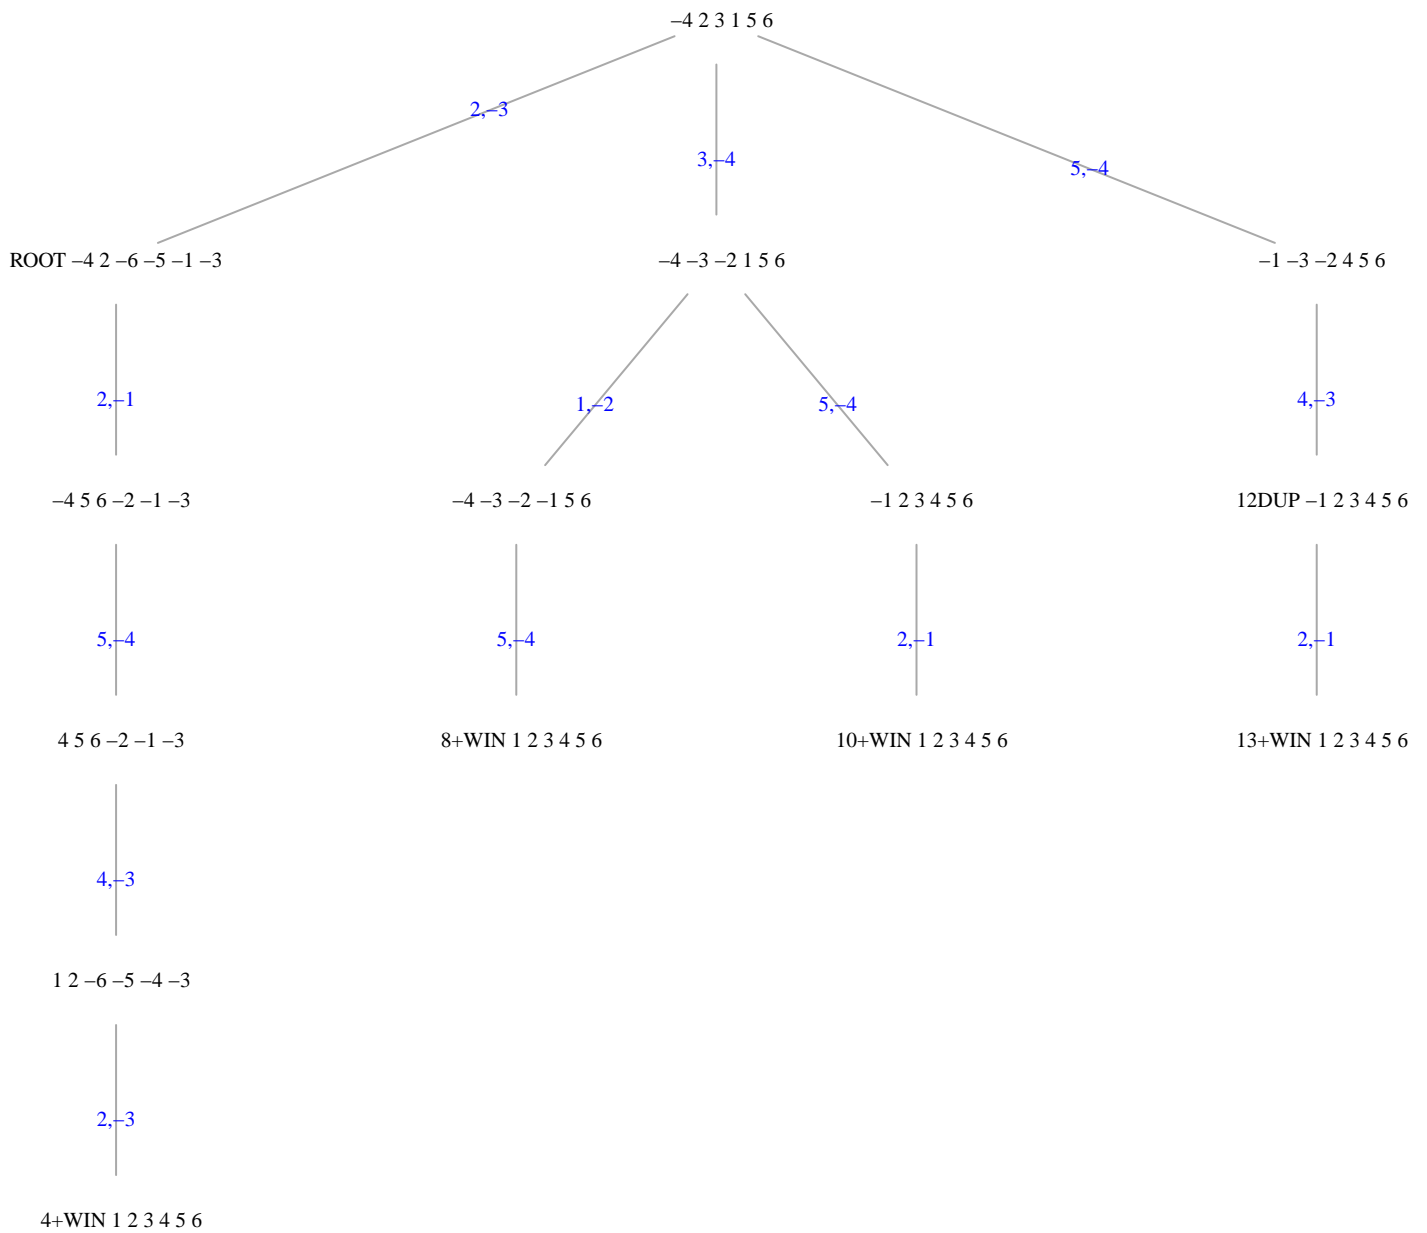 –4 2 3 1 5 6
2,–3
3,–4
5,–4
ROOT –4 2 –6 –5 –1 –3
–4 –3 –2 1 5 6
–1 –3 –2 4 5 6
2,–1
1,–2
5,–4
4,–3
–4 5 6 –2 –1 –3
–4 –3 –2 –1 5 6
–1 2 3 4 5 6
12DUP –1 2 3 4 5 6
5,–4
5,–4
2,–1
2,–1
4 5 6 –2 –1 –3
8+WIN 1 2 3 4 5 6
10+WIN 1 2 3 4 5 6
13+WIN 1 2 3 4 5 6
4,–3
1 2 –6 –5 –4 –3
2,–3
4+WIN 1 2 3 4 5 6